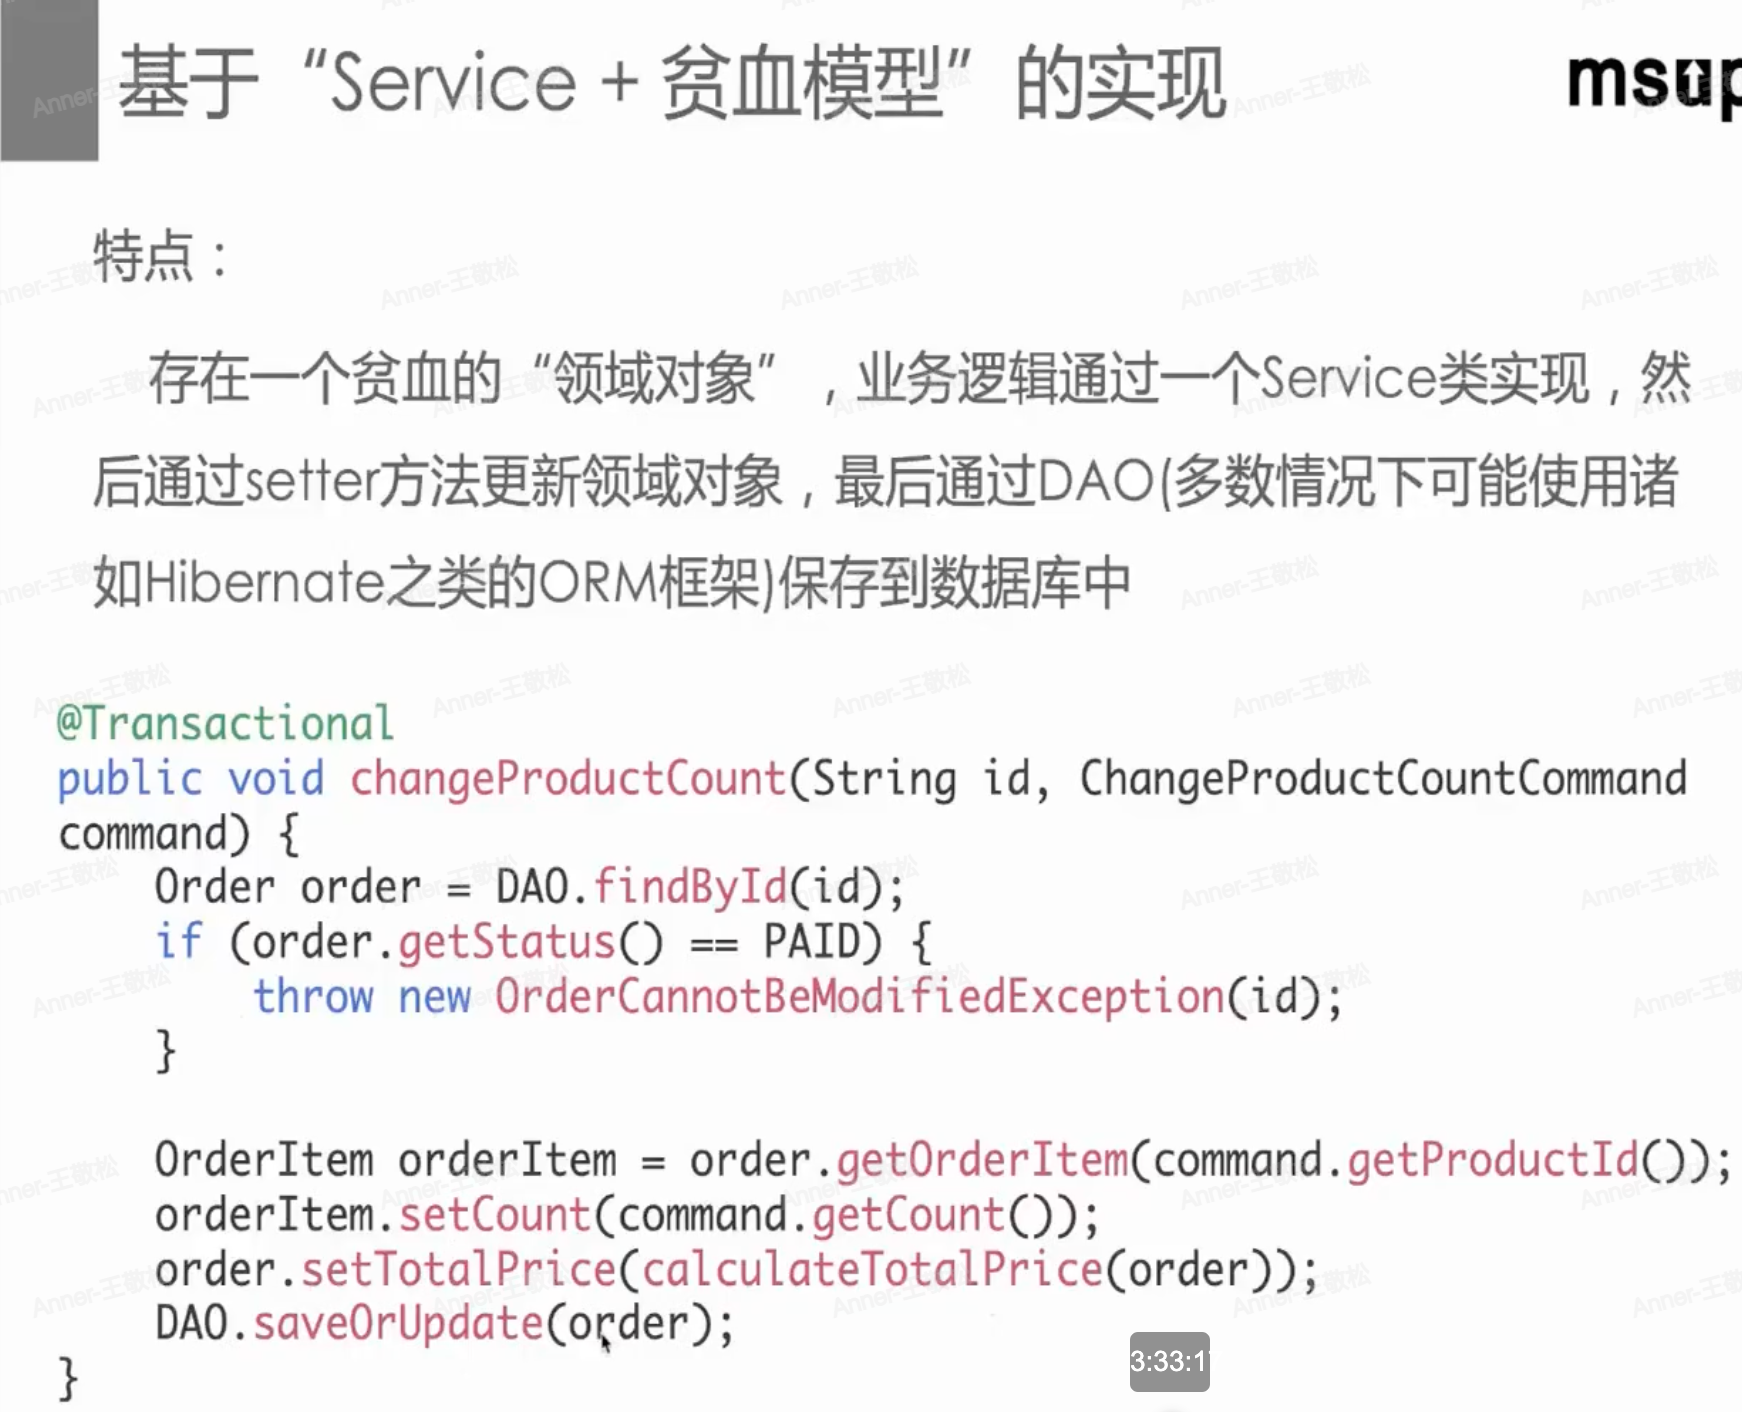 基于“Service + 贫血模型”的实现
msup
特点：
存在一个贫血的“领域对象”，业务逻辑通过一个Service类实现，然
后通过setter方法更新领域对象，最后通过DAO(多数情况下可能使用诸
如Hibernate之类的ORM框架)保存到数据库中
@Transactional
public void changeProductCount(String id, ChangeProductCountCommand
command) {
Order order = DAO.findById(id);
if (order.getStatus() == PAID) {
throw new OrderCannotBeModifiedException(id);
}
OrderItem orderItem = order.getOrderItem(command.getProductId());
orderItem.setCount(command.getCount());
order.setTotalPrice(calculateTotalPrice(order));
DAO.saveOrUpdate(order);
}
Anner-王敬松